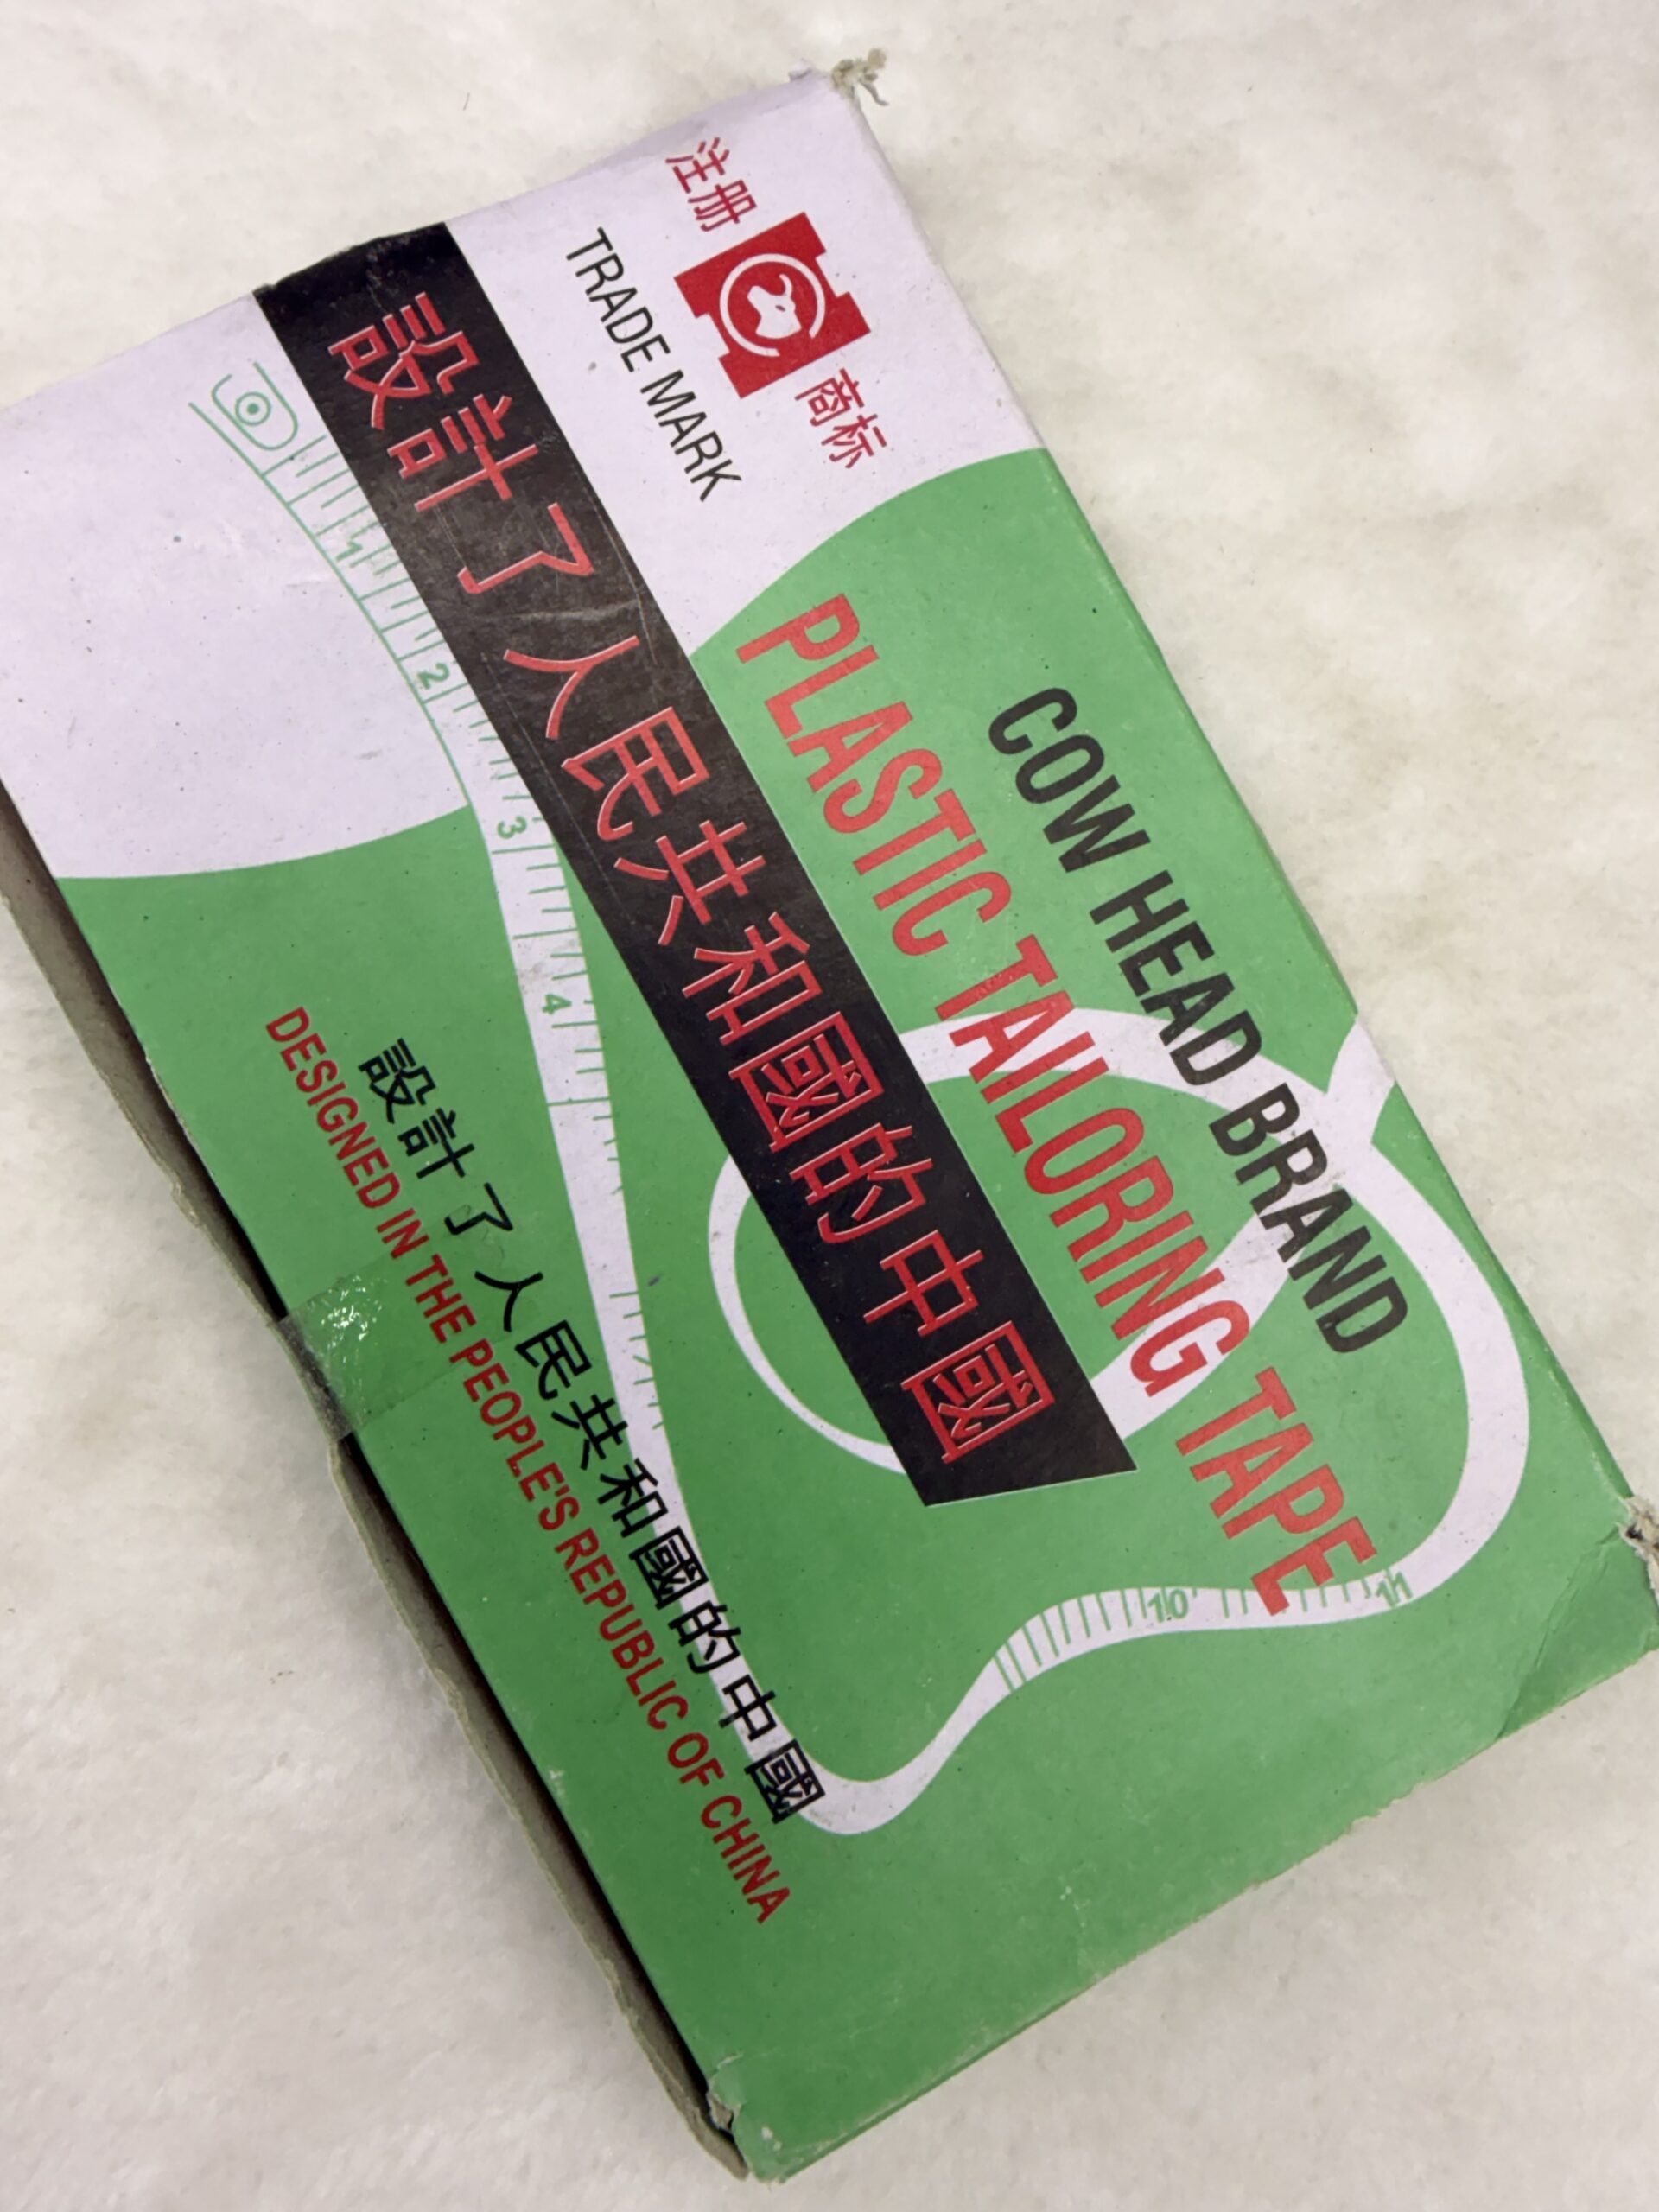 注册 商标
TRADE MARK
COW HEAD BRAND
PLASTIC TAILORING TAPE
設計了人民共和國的中國
1 2 3 4
10 11
設計了人民共和國的中國
DESIGNED IN THE PEOPLE'S REPUBLIC OF CHINA